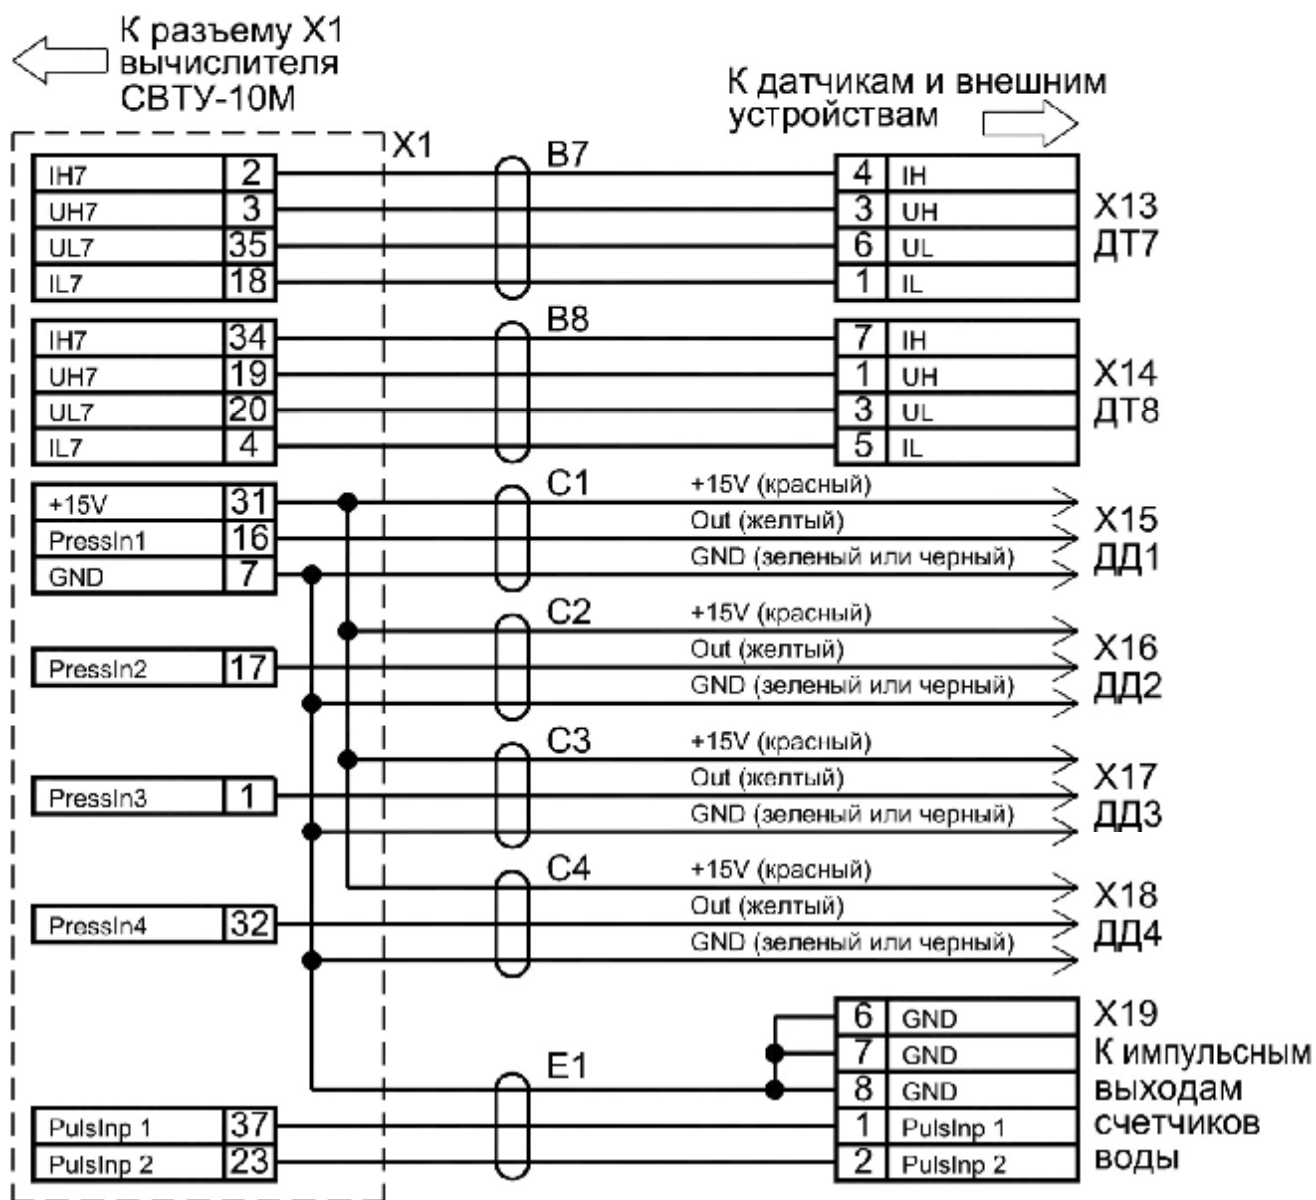 К разъему X1
вычислителя
СВТУ-10М
К датчикам и внешним
устройствам
X1
IH7 2
UH7 3
UL7 35
IL7 18
B7
4 IH
3 UH
6 UL
1 IL
X13
ДТ7
IH7 34
UH7 19
UL7 20
IL7 4
B8
7 IH
1 UH
3 UL
5 IL
X14
ДТ8
+15V 31
PressIn1 16
GND 7
C1
+15V (красный)
Out (желтый)
GND (зеленый или черный)
X15
ДД1
PressIn2 17
C2
+15V (красный)
Out (желтый)
GND (зеленый или черный)
X16
ДД2
PressIn3 1
C3
+15V (красный)
Out (желтый)
GND (зеленый или черный)
X17
ДД3
PressIn4 32
C4
+15V (красный)
Out (желтый)
GND (зеленый или черный)
X18
ДД4
PulsInp 1 37
PulsInp 2 23
E1
6 GND
7 GND
8 GND
1 PulsInp 1
2 PulsInp 2
X19
К импульсным
выходам
счетчиков
воды